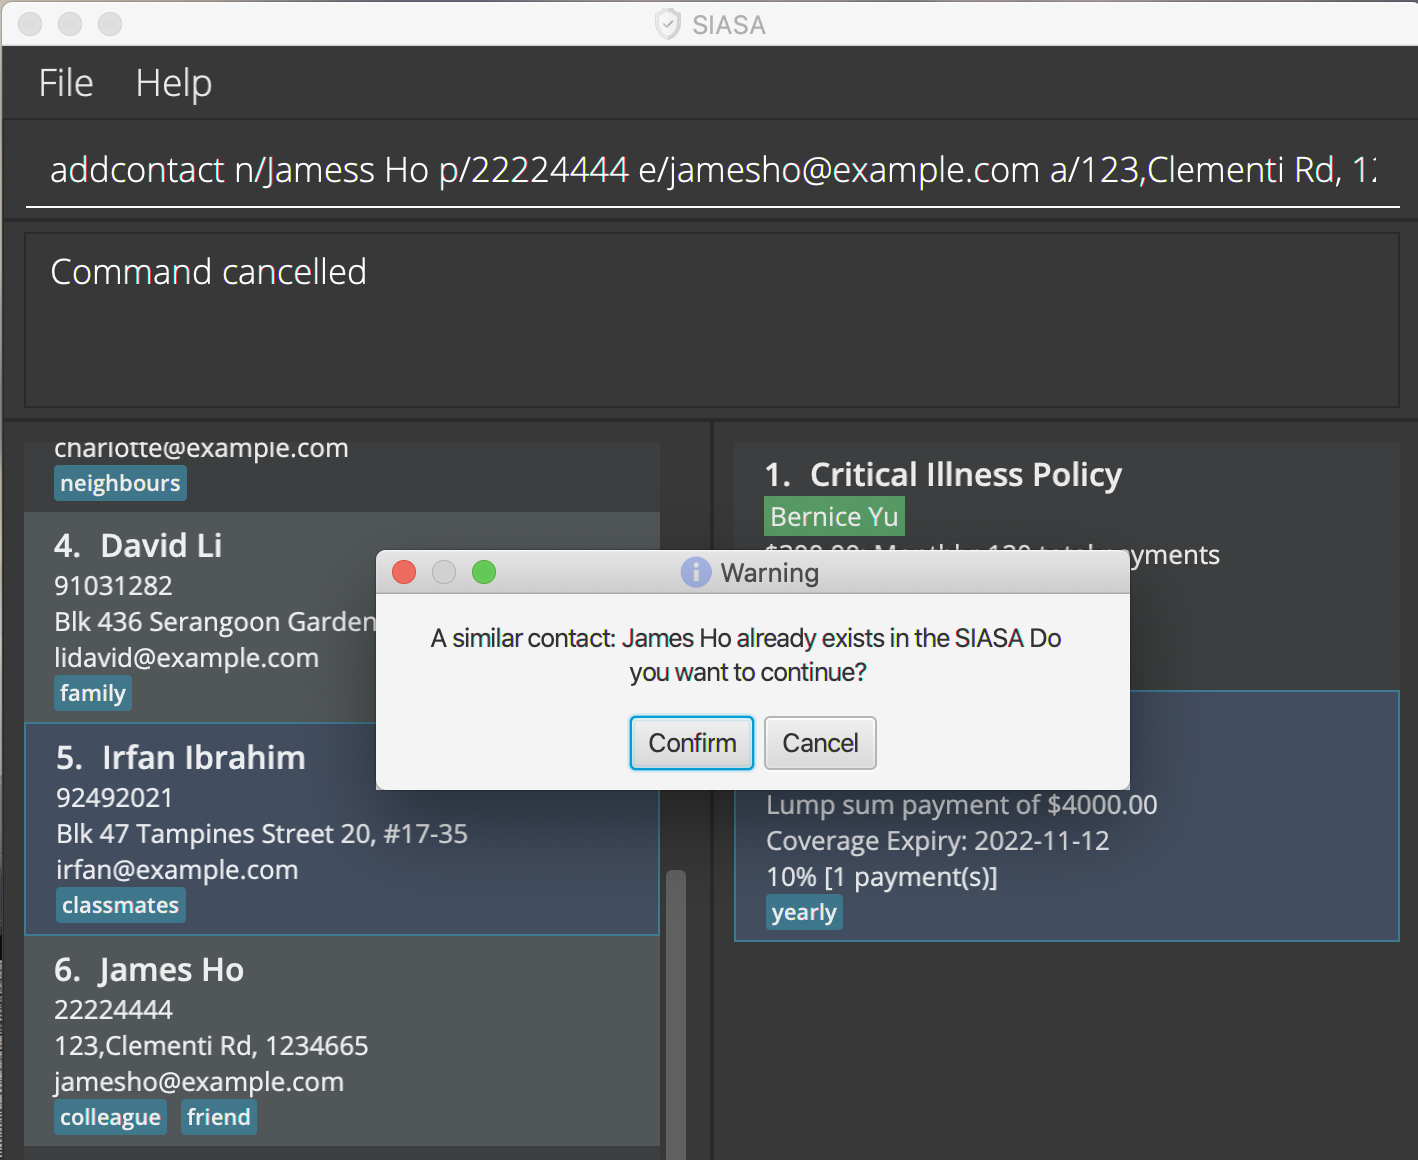 SIASA
File Help
addcontact n/Jamess Ho p/22224444 e/jamesho@example.com a/123,Clementi Rd,
Command cancelled
charlotte@example.com
neighbours
4. David Li
91031282
Blk 436 Serangoon Garden
lidavid@example.com
family
5. Irfan Ibrahim
92492021
Blk 47 Tampines Street 20, #17-35
irfan@example.com
classmates
6. James Ho
22224444
123,Clementi Rd, 1234665
jamesho@example.com
colleague friend
1. Critical Illness Policy
Bernice Yu
payments
Warning
A similar contact: James Ho already exists in the SIASA Do
you want to continue?
Confirm Cancel
Lump sum payment of $4000.00
Coverage Expiry: 2022-11-12
10% [1 payment(s)]
yearly